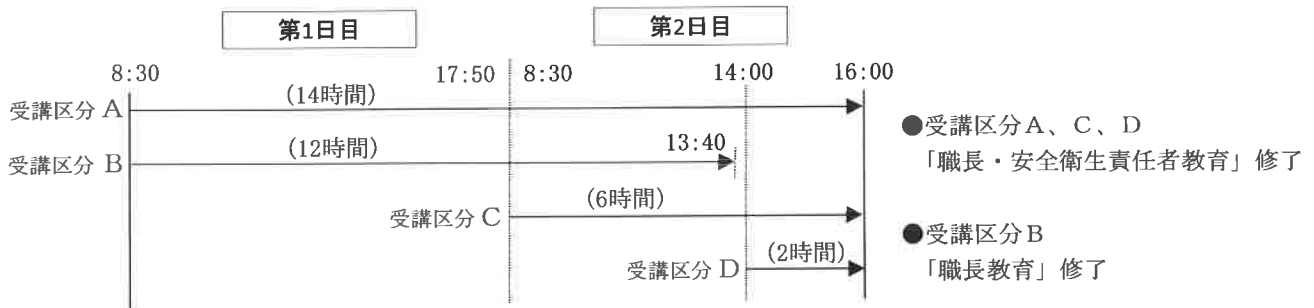 第1日目
第2日目
8:30
17:50
8:30
14:00
16:00
受講区分 A
(14時間)
受講区分 B
(12時間)
13:40
受講区分 C
(6時間)
受講区分 D
(2時間)
●受講区分A、C、D
「職長・安全衛生責任者教育」修了
●受講区分B
「職長教育」修了